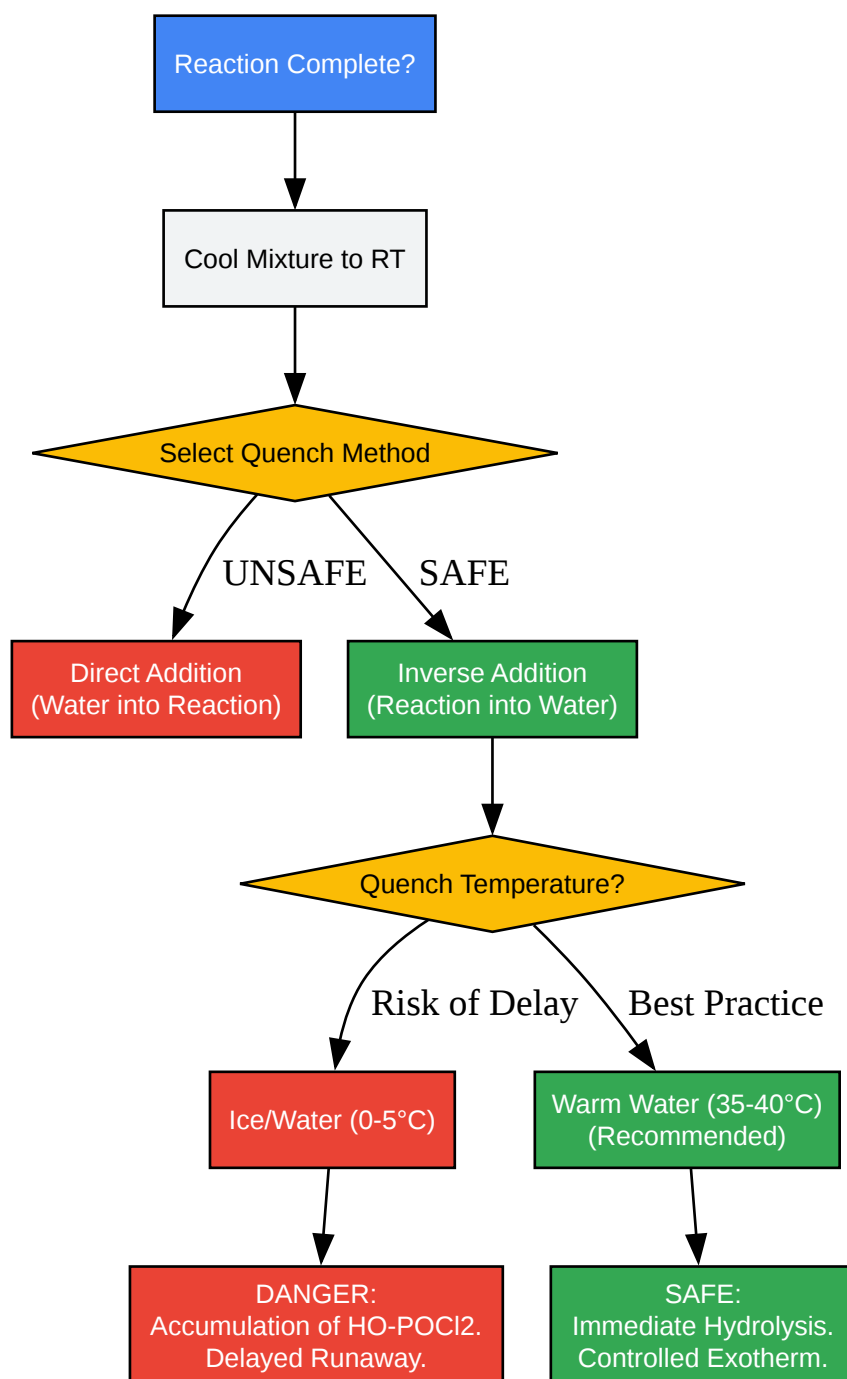 Reaction Complete?
Cool Mixture to RT
Select Quench Method
UNSAFE
SAFE
Direct Addition
(Water into Reaction)
Inverse Addition
(Reaction into Water)
Quench Temperature?
Risk of Delay
Best Practice
Ice/Water (0-5°C)
Warm Water (35-40°C)
(Recommended)
DANGER:
Accumulation of HO-POCl2.
Delayed Runaway.
SAFE:
Immediate Hydrolysis.
Controlled Exotherm.